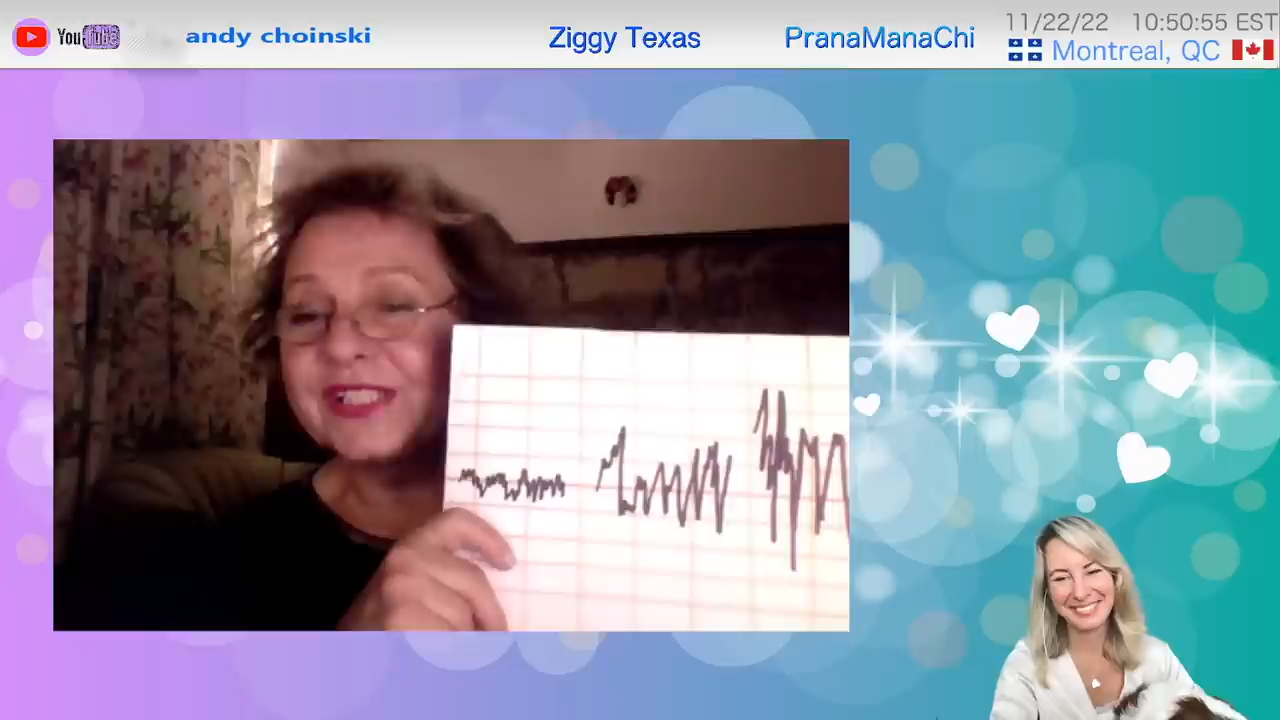 YouTube
andy choinski
Ziggy Texas
PranaManaChi
11/22/22 10:50:55 EST
Montreal, QC